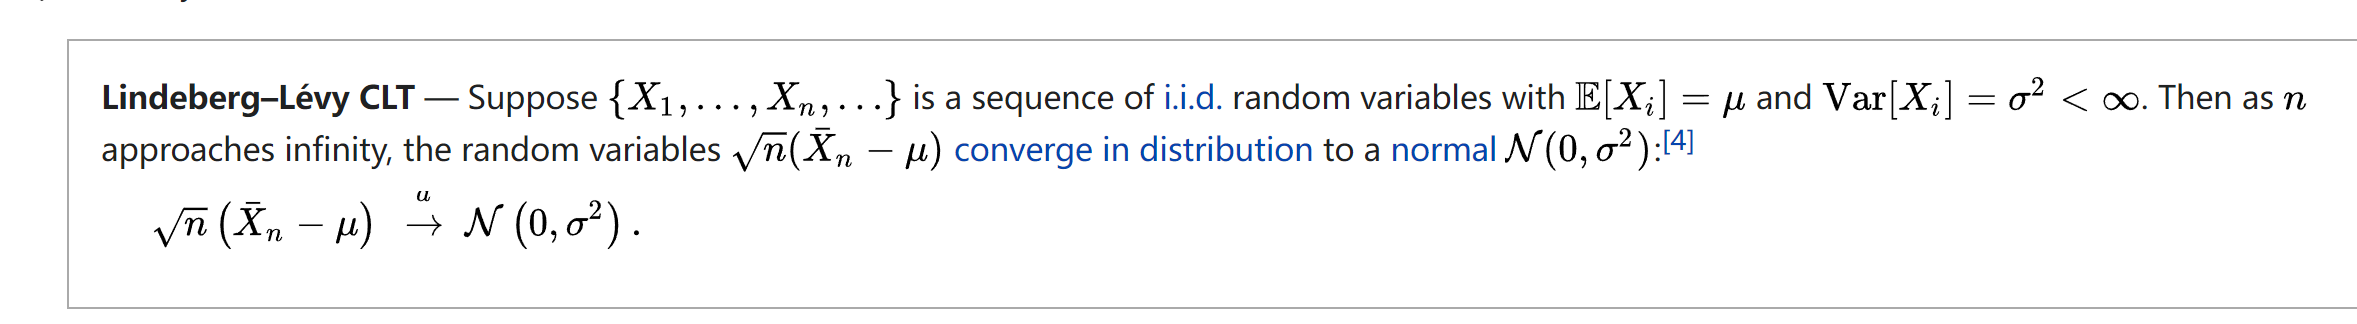 Lindeberg–Lévy CLT — Suppose {X₁, . . . , Xₙ, . . .} is a sequence of i.i.d. random variables with 𝔼[Xᵢ] = μ and Var[Xᵢ] = σ² < ∞. Then as n
approaches infinity, the random variables √n(X̄ₙ − μ) converge in distribution to a normal 𝒩(0, σ²):[4]
√n (X̄ₙ − μ) →ᵘ 𝒩 (0, σ²) .